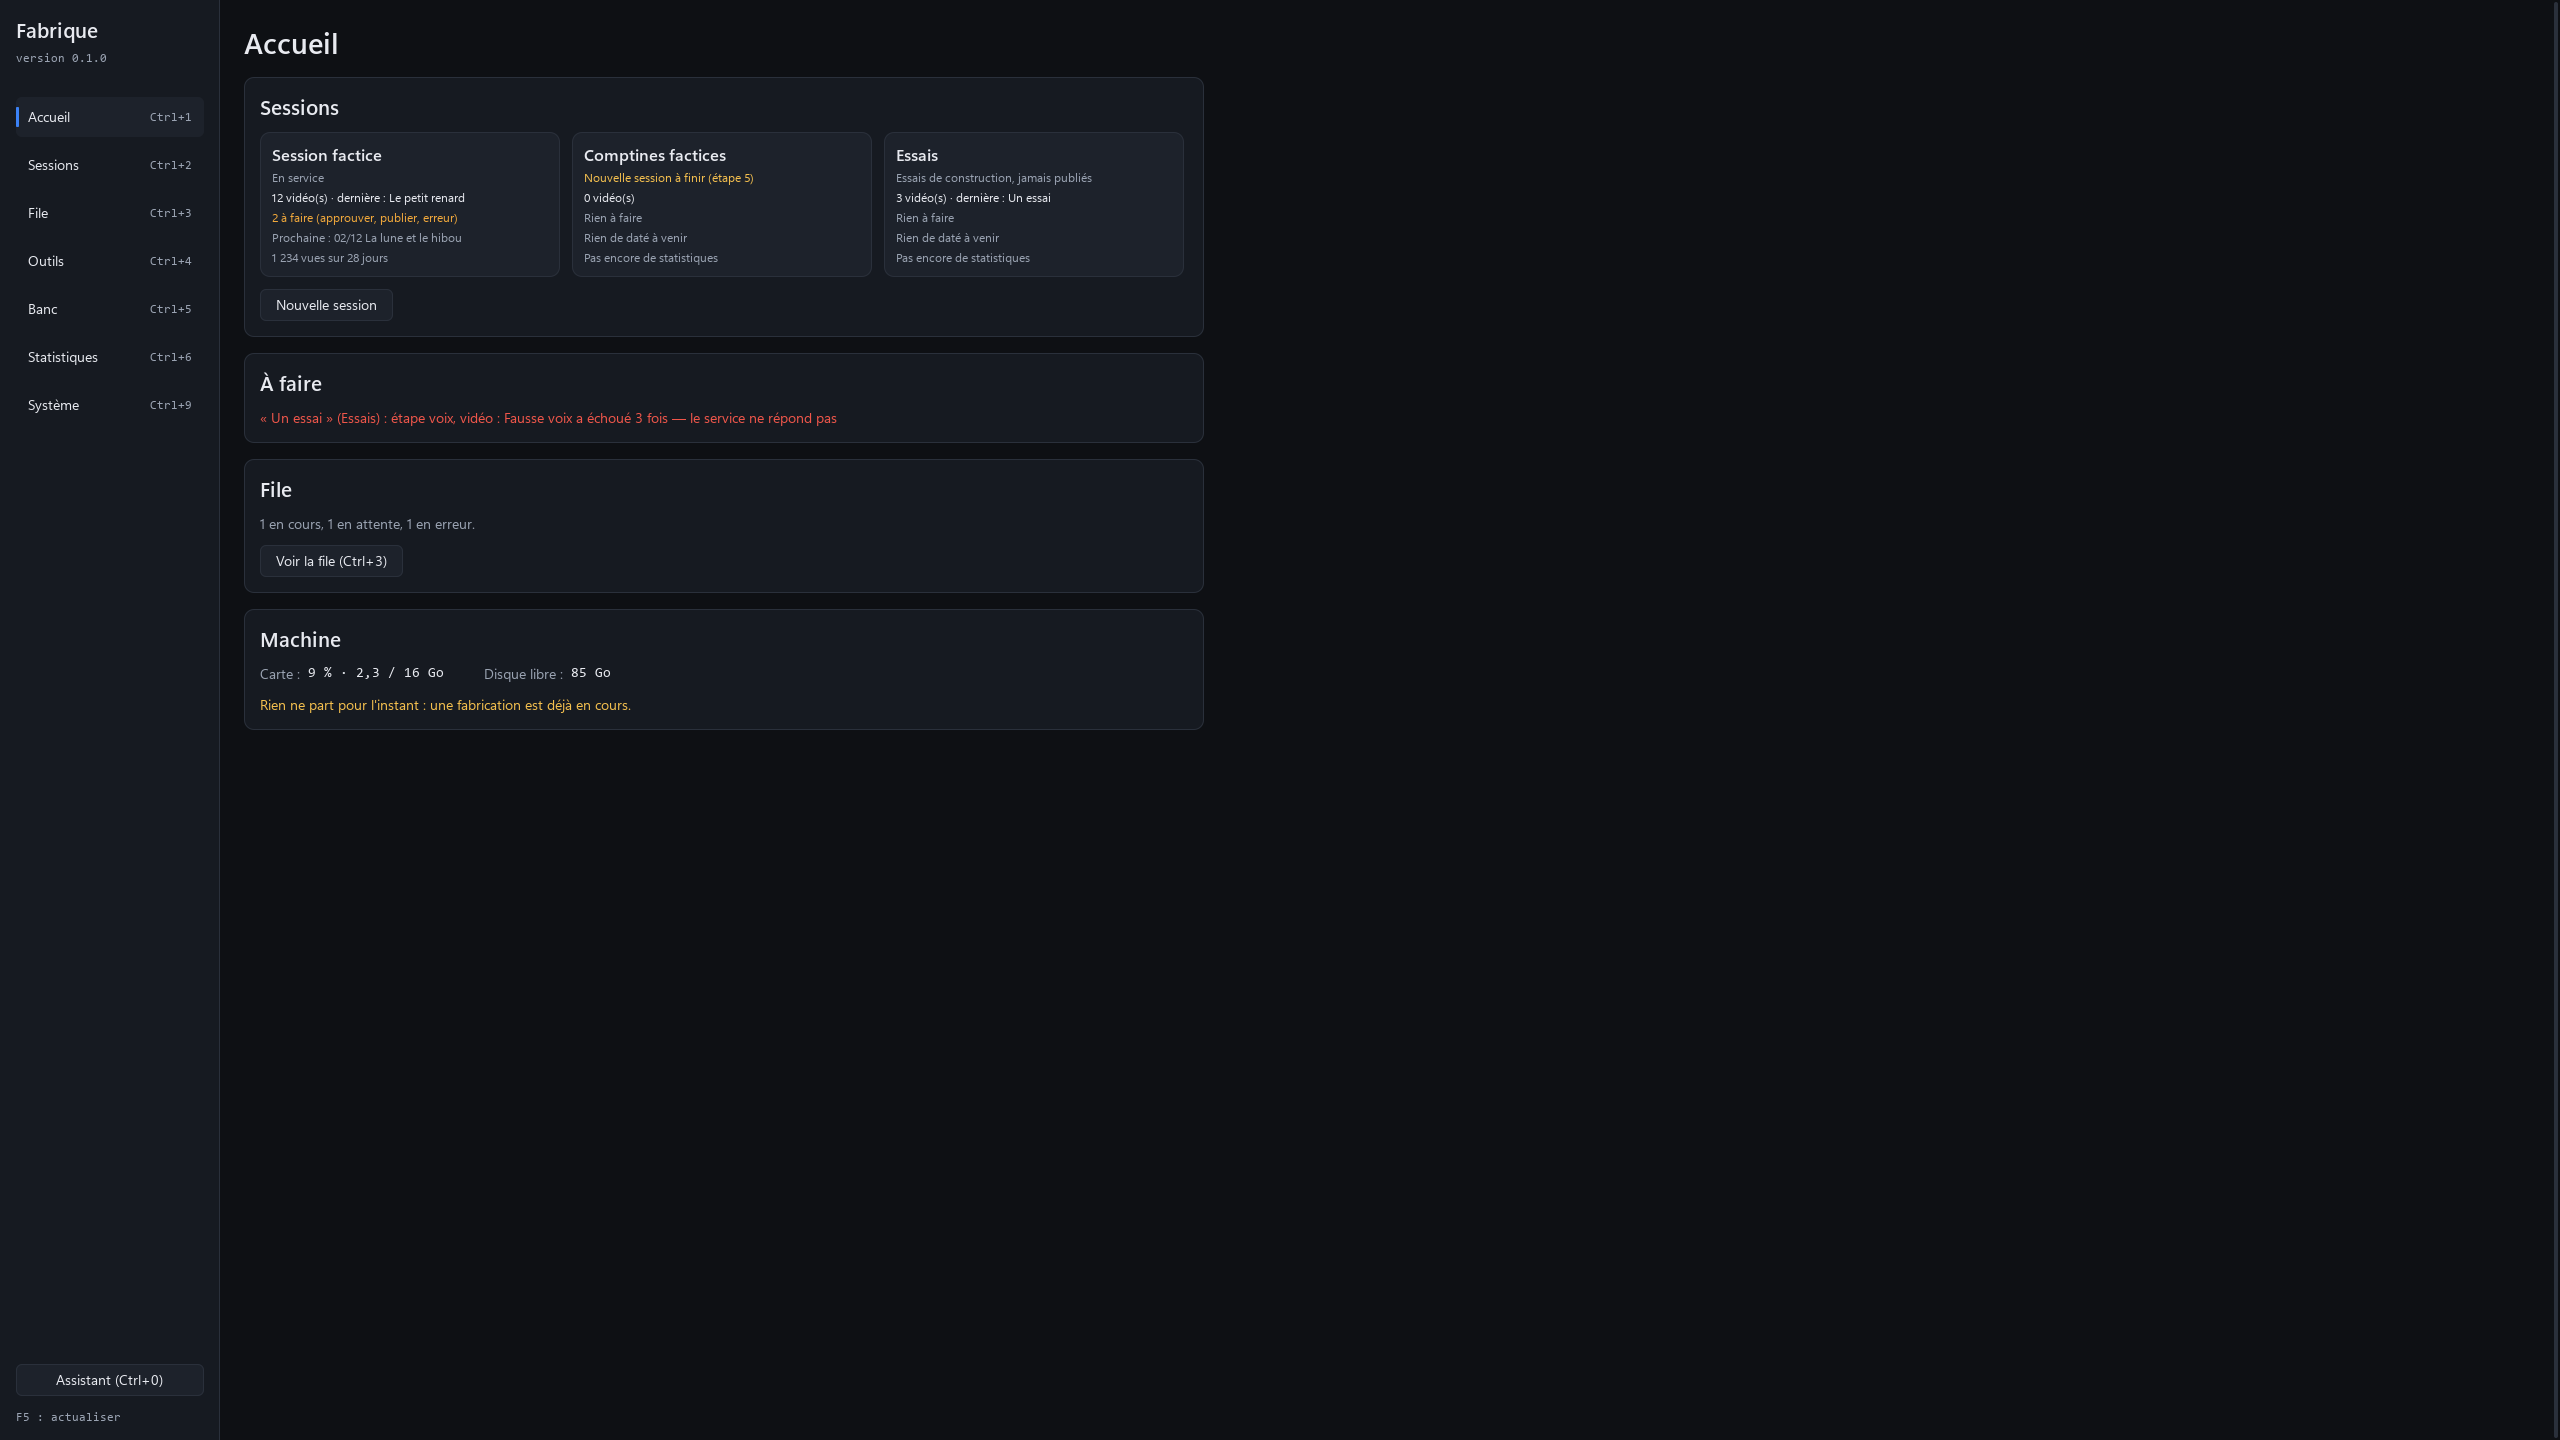 Fabrique
version 0.1.0
Accueil Ctrl+1
Sessions Ctrl+2
File Ctrl+3
Outils Ctrl+4
Banc Ctrl+5
Statistiques Ctrl+6
Système Ctrl+9
Assistant (Ctrl+0)
F5 : actualiser
Accueil
Sessions
Session factice
En service
12 vidéo(s) · dernière : Le petit renard
2 à faire (approuver, publier, erreur)
Prochaine : 02/12 La lune et le hibou
1 234 vues sur 28 jours
Comptines factices
Nouvelle session à finir (étape 5)
0 vidéo(s)
Rien à faire
Rien de daté à venir
Pas encore de statistiques
Essais
Essais de construction, jamais publiés
3 vidéo(s) · dernière : Un essai
Rien à faire
Rien de daté à venir
Pas encore de statistiques
Nouvelle session
À faire
« Un essai » (Essais) : étape voix, vidéo : Fausse voix a échoué 3 fois — le service ne répond pas
File
1 en cours, 1 en attente, 1 en erreur.
Voir la file (Ctrl+3)
Machine
Carte : 9 % · 2,3 / 16 Go Disque libre : 85 Go
Rien ne part pour l'instant : une fabrication est déjà en cours.